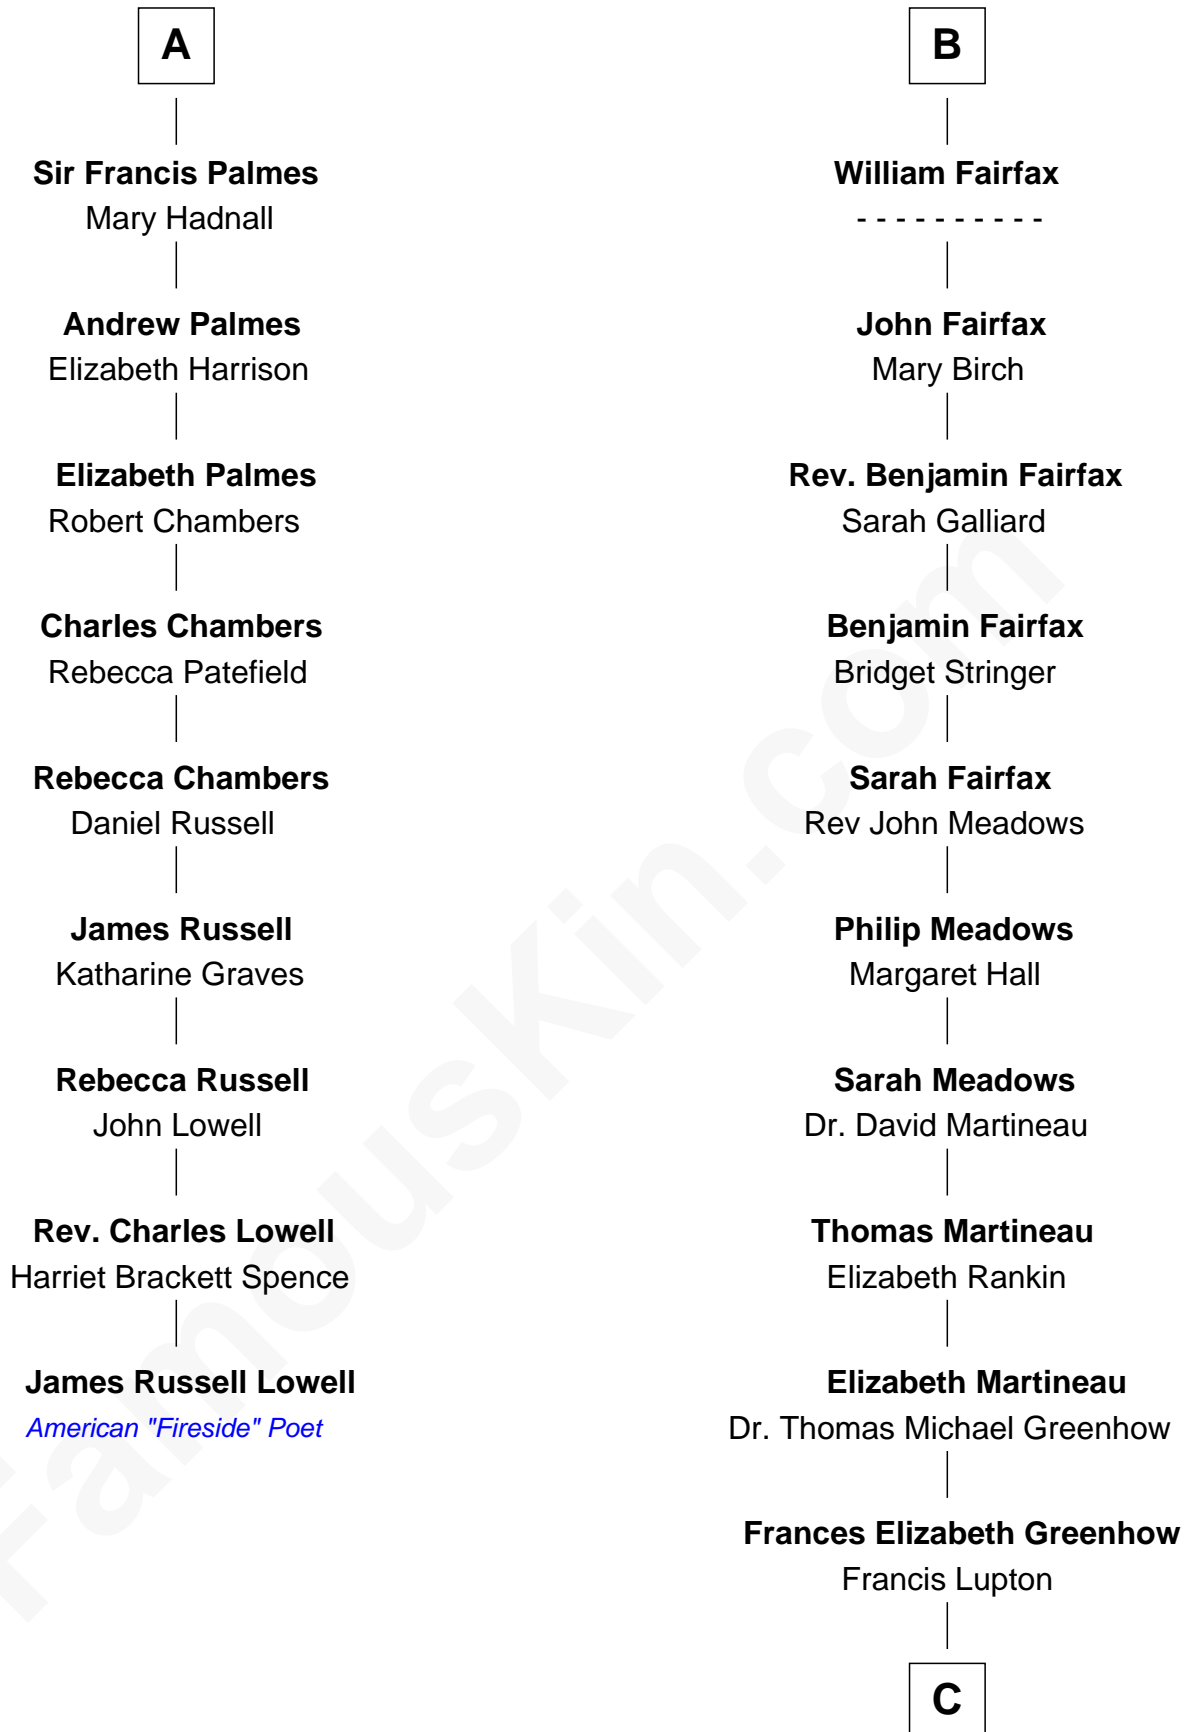 A
Sir Francis Palmes
Mary Hadnall
Andrew Palmes
Elizabeth Harrison
Elizabeth Palmes
Robert Chambers
Charles Chambers
Rebecca Patefield
Rebecca Chambers
Daniel Russell
James Russell
Katharine Graves
Rebecca Russell
John Lowell
Rev. Charles Lowell
Harriet Brackett Spence
James Russell Lowell
American "Fireside" Poet
B
William Fairfax
- - - - - - - - - -
John Fairfax
Mary Birch
Rev. Benjamin Fairfax
Sarah Galliard
Benjamin Fairfax
Bridget Stringer
Sarah Fairfax
Rev John Meadows
Philip Meadows
Margaret Hall
Sarah Meadows
Dr. David Martineau
Thomas Martineau
Elizabeth Rankin
Elizabeth Martineau
Dr. Thomas Michael Greenhow
Frances Elizabeth Greenhow
Francis Lupton
C
FamousKin.com